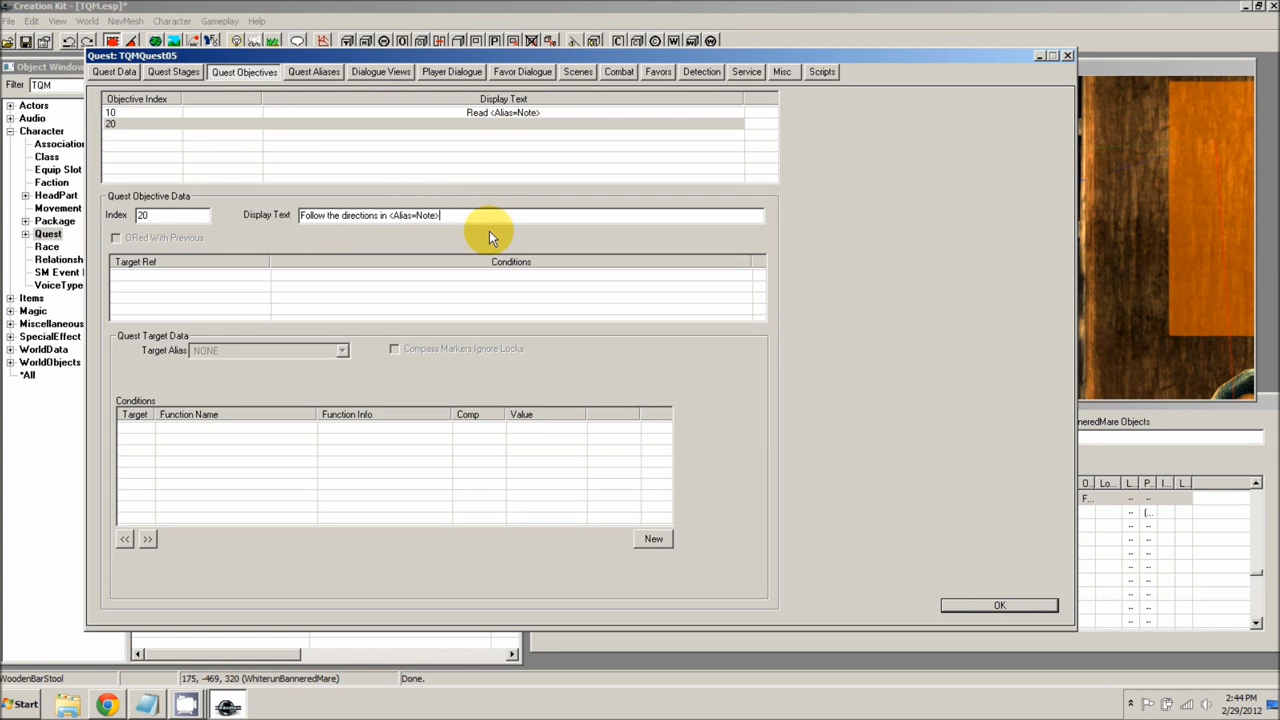 Creation Kit - [TQM.esp]*
File Edit View World NavMesh Character Gameplay Help
Quest: TQMQuest05
Object Window
Filter TQM
Quest Data Quest Stages Quest Objectives Quest Aliases Dialogue Views Player Dialogue Favor Dialogue Scenes Combat Favors Detection Service Misc Scripts
Actors
Audio
Character
Association
Class
Equip Slot
Faction
HeadPart
Movement
Package
Quest
Race
Relationsh
SM Event
VoiceType
Items
Magic
Miscellaneous
SpecialEffect
WorldData
WorldObjects
*All
Objective Index Display Text
10 Read <Alias=Note>
20
Quest Objective Data
Index 20 Display Text Follow the directions in <Alias=Note>
ORed With Previous
Target Ref Conditions
Quest Target Data
Target Alias NONE Compass Markers Ignore Locks
Conditions
Target Function Name Function Info Comp Value
<< >> New
OK
nneredMare Objects
O.. Lo... L... P... I... L...
F... -- --
-- (...
-- --
-- --
-- --
-- --
-- --
-- --
-- --
-- --
WoodenBarStool 175, -469, 320 (WhiterunBanneredMare) Done.
Start
2:44 PM
2/29/2012